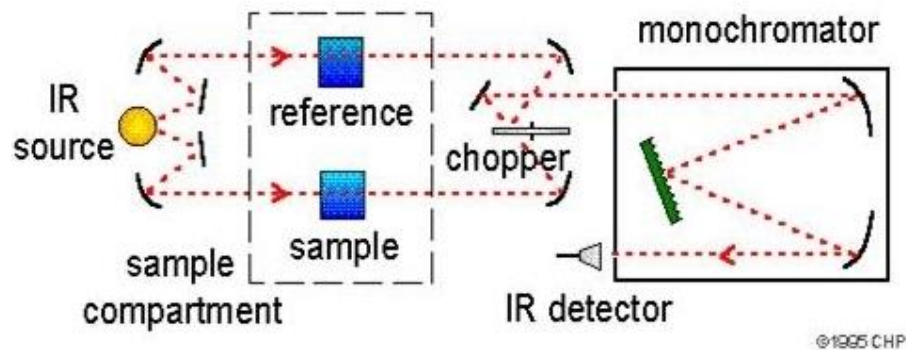 monochromator
IR
source
reference
chopper
sample
sample
compartment
IR detector
©1995 CHP